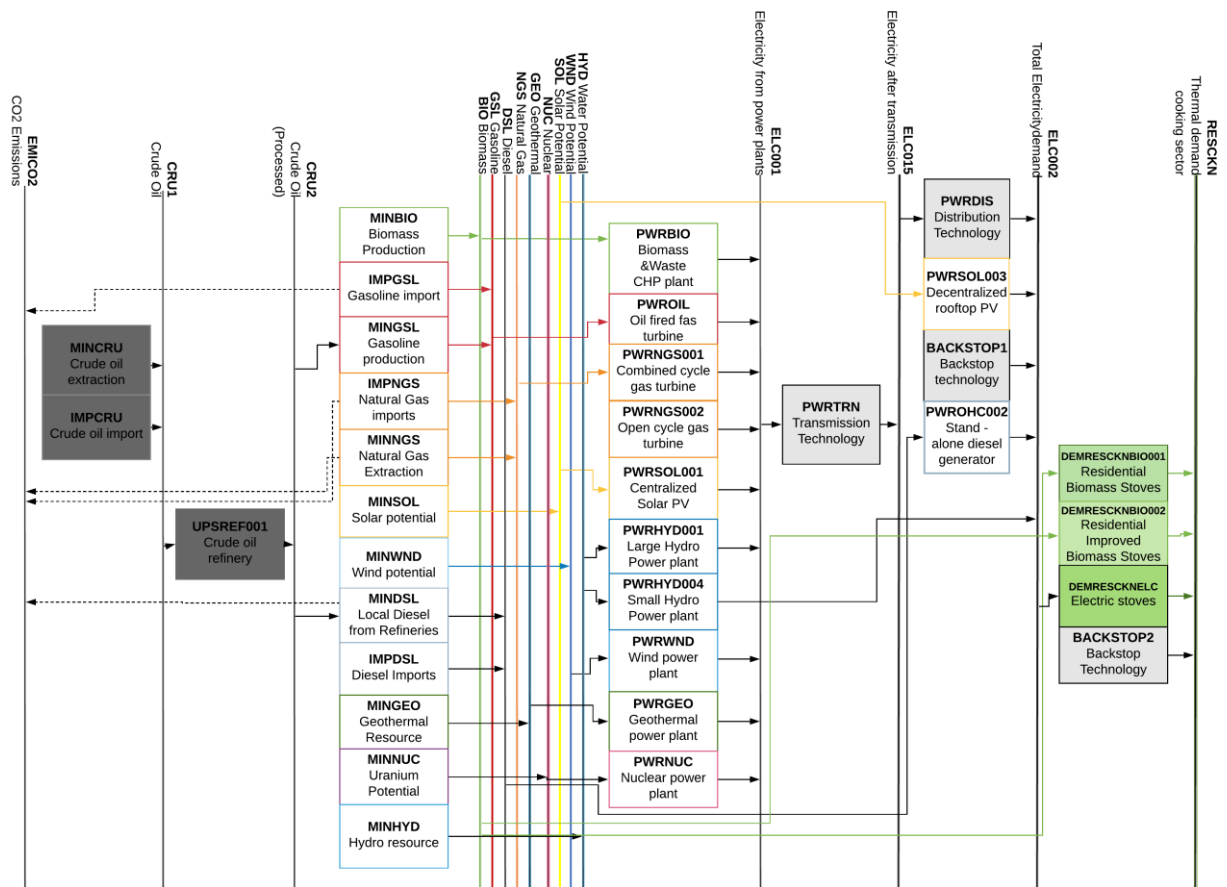 EMICO2
CO2 Emissions
CRU1
Crude Oil
CRU2
Crude Oil
(Processed)
BIO Biomass
GSL Gasoline
DSL Diesel
NGS Natural Gas
GEO Geothermal
NUC Nuclear
SOL Solar Potential
WND Wind Potential
HYD Water Potential
ELC001
Electricity from power plants
ELC015
Electricity after transmission
ELC002
Total Electricitydemand
RESCKN
Thermal demand
cooking sector
MINCRU
Crude oil
extraction
IMPCRU
Crude oil import
UPSREF001
Crude oil
refinery
MINBIO
Biomass
Production
IMPGSL
Gasoline import
MINGSL
Gasoline
production
IMPNGS
Natural Gas
imports
MINNGS
Natural Gas
Extraction
MINSOL
Solar potential
MINWND
Wind potential
MINDSL
Local Diesel
from Refineries
IMPDSL
Diesel Imports
MINGEO
Geothermal
Resource
MINNUC
Uranium
Potential
MINHYD
Hydro resource
PWRBIO
Biomass
&Waste
CHP plant
PWROIL
Oil fired fas
turbine
PWRNGS001
Combined cycle
gas turbine
PWRNGS002
Open cycle gas
turbine
PWRSOL001
Centralized
Solar PV
PWRHYD001
Large Hydro
Power plant
PWRHYD004
Small Hydro
Power plant
PWRWND
Wind power
plant
PWRGEO
Geothermal
power plant
PWRNUC
Nuclear power
plant
PWRTRN
Transmission
Technology
PWRDIS
Distribution
Technology
PWRSOL003
Decentralized
rooftop PV
BACKSTOP1
Backstop
technology
PWROHC002
Stand -
alone diesel
generator
DEMRESCKNBIO001
Residential
Biomass Stoves
DEMRESCKNBIO002
Residential
Improved
Biomass Stoves
DEMRESCKNELC
Electric stoves
BACKSTOP2
Backstop
Technology